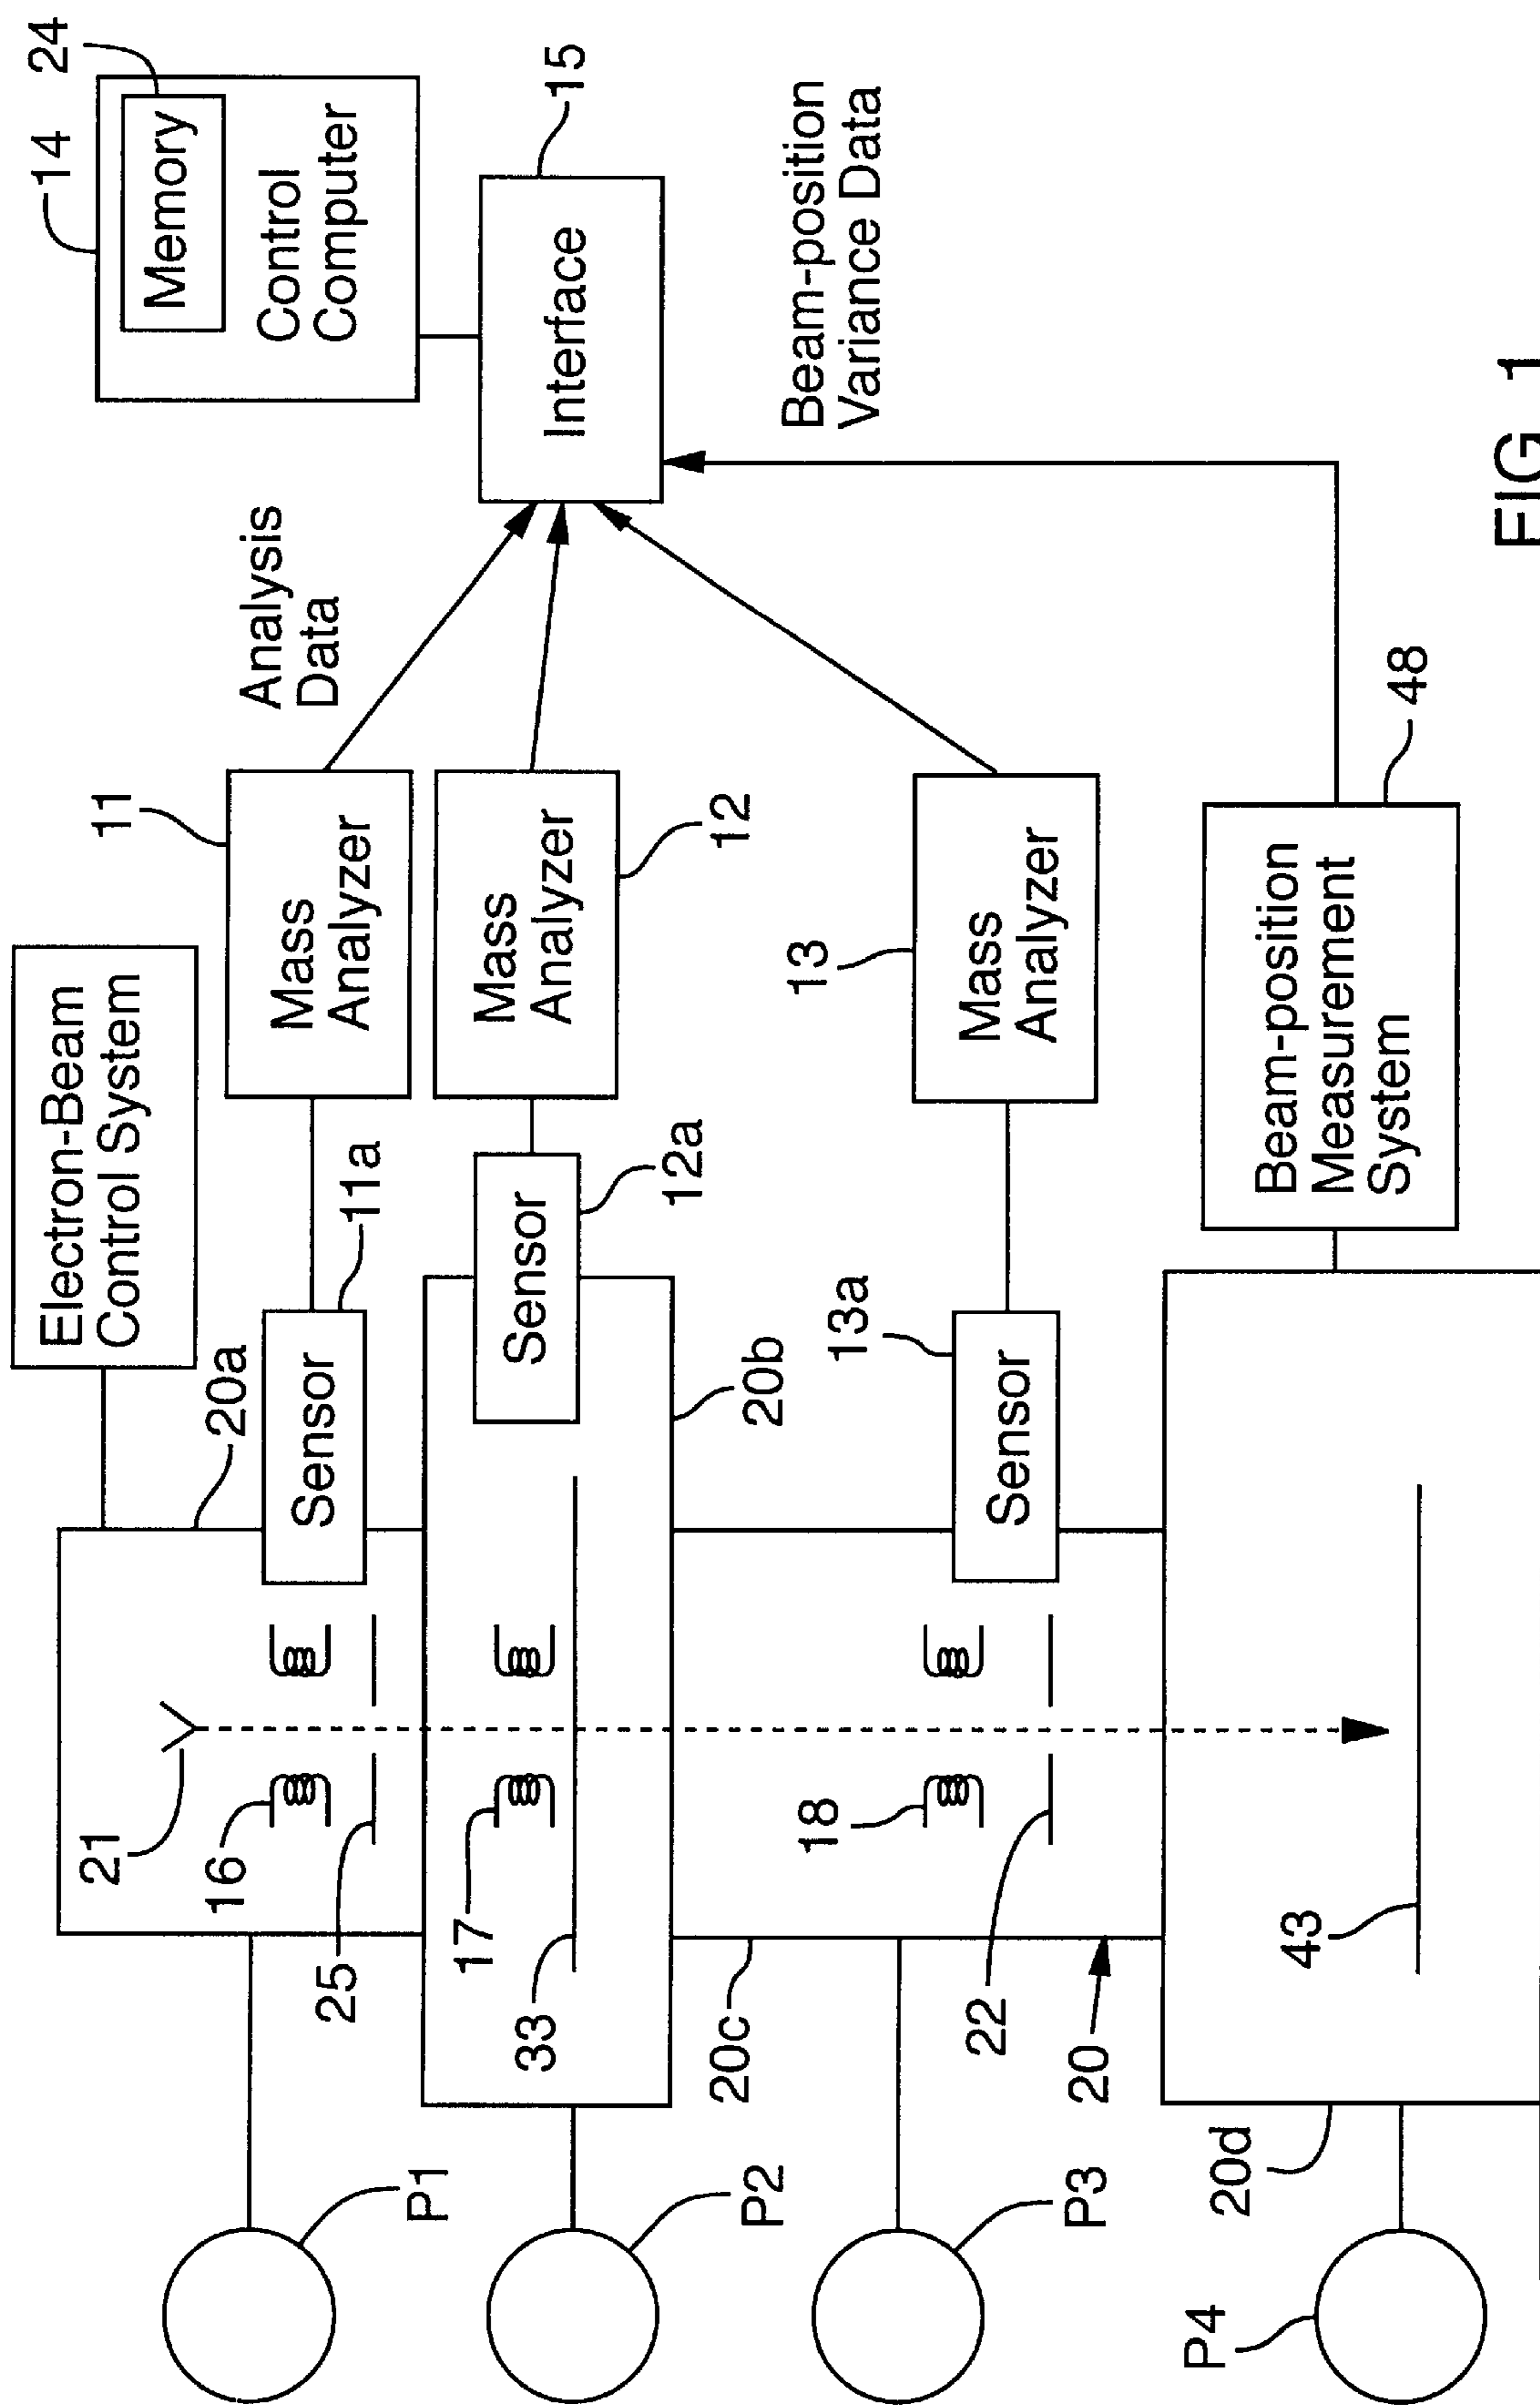 24
14
Memory
Control
Computer
15
Interface
Beam-position
Variance Data
Analysis
Data
11
Mass
Analyzer
12
Mass
Analyzer
13
Mass
Analyzer
48
Beam-position
Measurement
System
Electron-Beam
Control System
11a
Sensor
12a
Sensor
13a
Sensor
20a
20b
21
16
25
17
33
18
22
20c
20
43
20d
P1
P2
P3
P4
FIG. 1